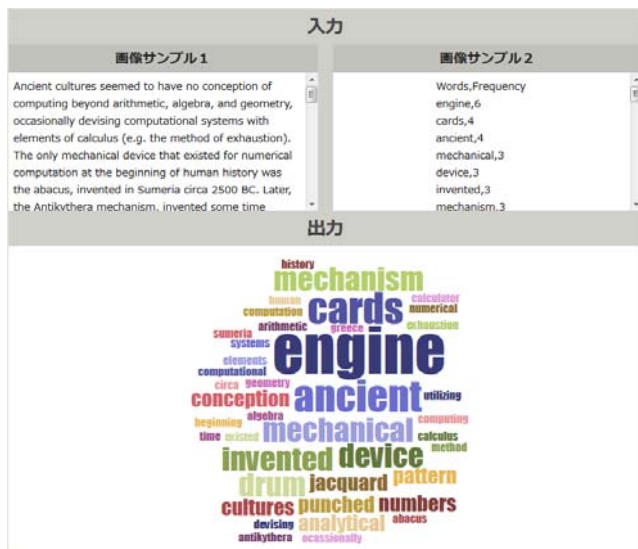 入力
画像サンプル1
Ancient cultures seemed to have no conception of
computing beyond arithmetic, algebra, and geometry,
occasionally devising computational systems with
elements of calculus (e.g. the method of exhaustion).
The only mechanical device that existed for numerical
computation at the beginning of human history was
the abacus, invented in Sumeria circa 2500 BC. Later,
the Antikythera mechanism, invented some time
画像サンプル2
Words,Frequency
engine,6
cards,4
ancient,4
mechanical,3
device,3
invented,3
mechanism,3
出力
history
mechanism
human
calculator
computation
cards
numerical
arithmetic
greece
exhaustion
sumeria
systems
engine
elements
computational
circa
geometry
conception
ancient
utilizing
algebra
beginning
computing
time
existed
mechanical
calculus
method
invented
device
drum
jacquard
pattern
cultures
punched
numbers
devising
analytical
abacus
antikythera
ocassionally